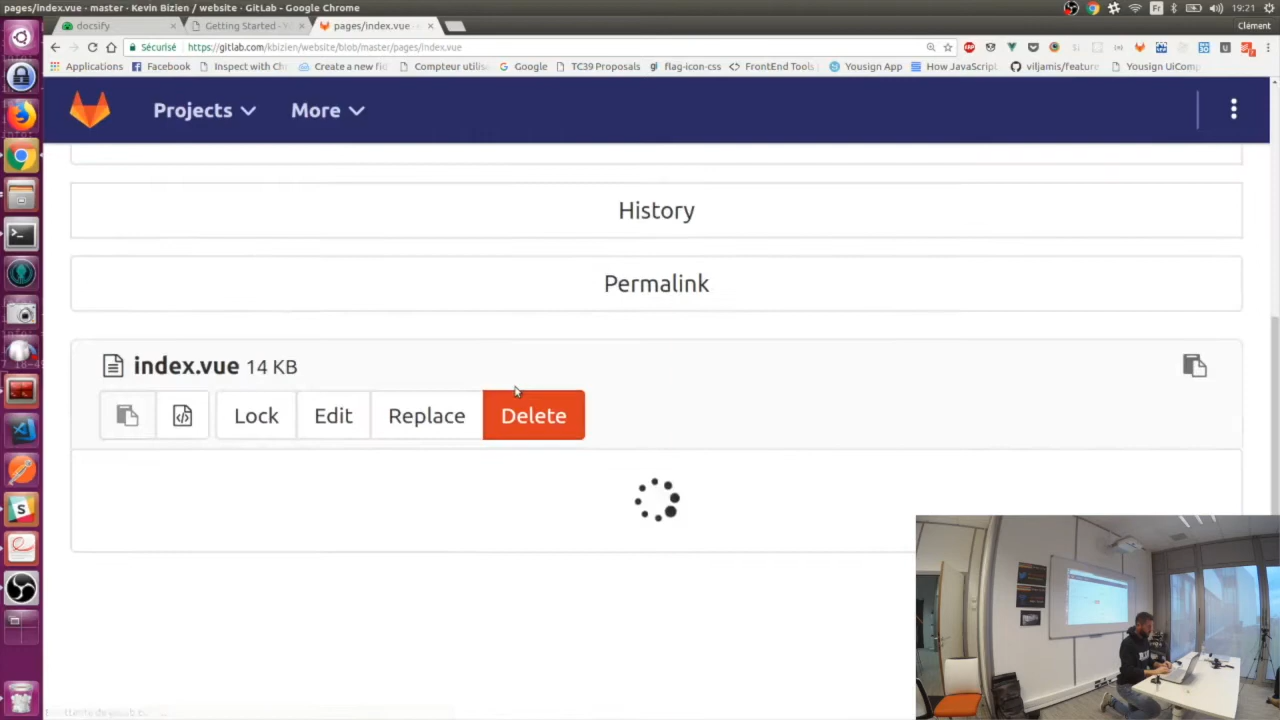 pages/index.vue · master · Kevin Bizien / website · GitLab - Google Chrome
Fr
19:21
docsify
Getting Started
pages/index.vue
Clément
Sécurisé
https://gitlab.com/kbizien/website/blob/master/pages/index.vue
Applications
Facebook
Inspect with Ch
Create a new fid
Compteur utilis
Google
TC39 Proposals
flag-icon-css
FrontEnd Tools
Yousign App
How JavaScript
viljamis/feature
Yousign UiComp
Projects
More
History
Permalink
index.vue 14 KB
Lock
Edit
Replace
Delete